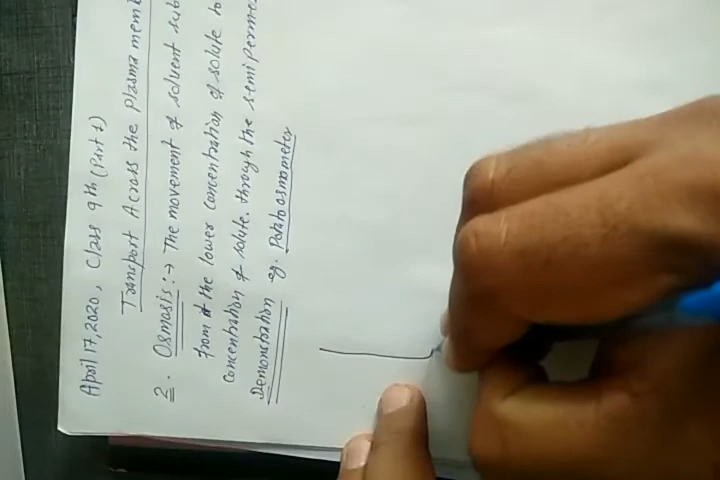 April 17, 2020, Class 9th (Part 2)
Transport Across the Plasma memb
2. Osmosis:→ The movement of solvent sub
from the lower concentration of solute to
concentration of solute. through the semipermea
Demonstration eg. Potato osmometer